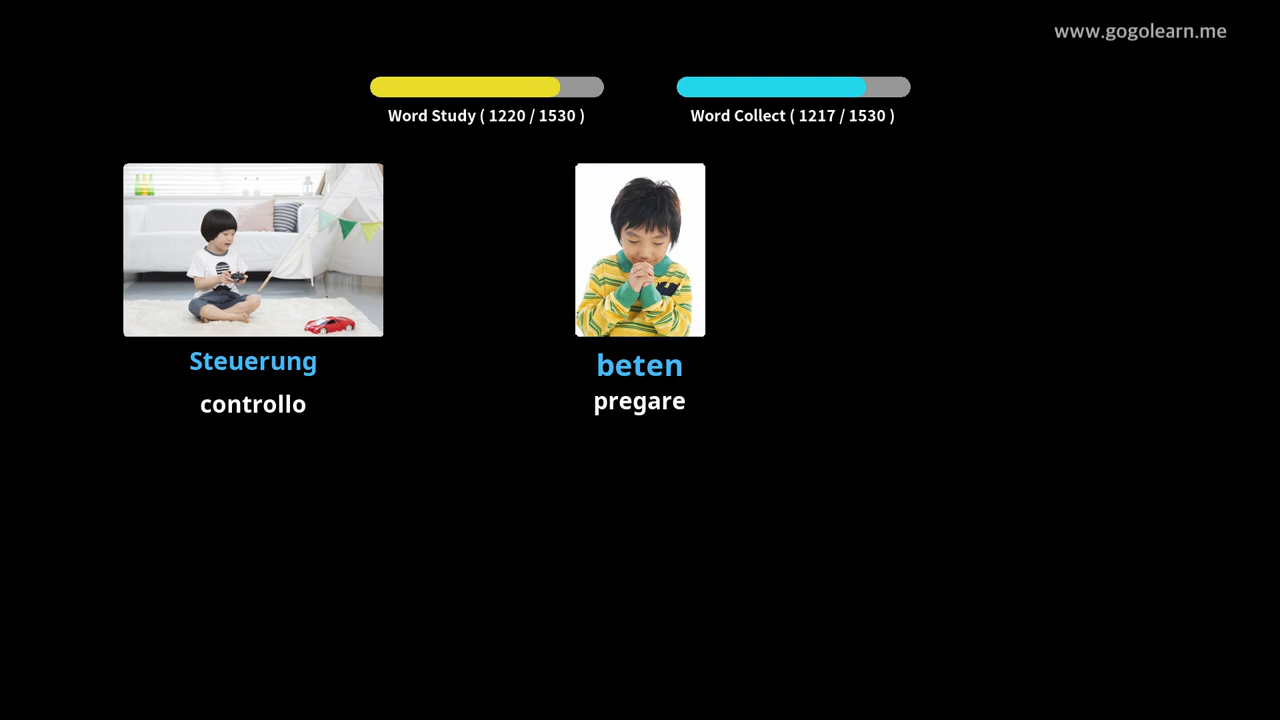 www.gogolearn.me
Word Study ( 1220 / 1530 )
Word Collect ( 1217 / 1530 )
Steuerung
controllo
beten
pregare